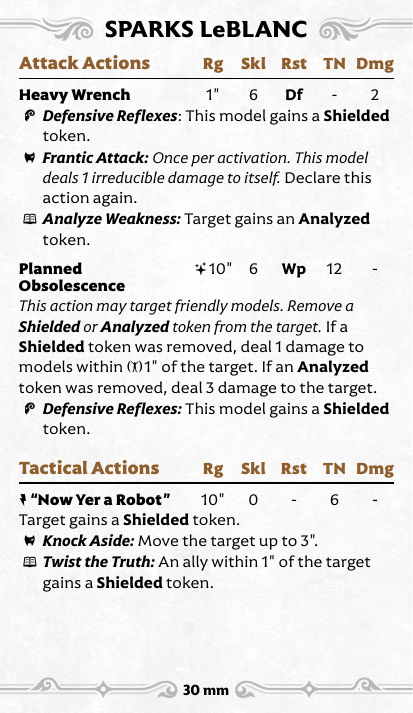 SPARKS LeBLANC
Attack Actions Rg Skl Rst TN Dmg
Heavy Wrench 1" 6 Df - 2
Defensive Reflexes: This model gains a Shielded
token.
Frantic Attack: Once per activation. This model
deals 1 irreducible damage to itself. Declare this
action again.
Analyze Weakness: Target gains an Analyzed
token.
Planned 10" 6 Wp 12 -
Obsolescence
This action may target friendly models. Remove a
Shielded or Analyzed token from the target. If a
Shielded token was removed, deal 1 damage to
models within 1" of the target. If an Analyzed
token was removed, deal 3 damage to the target.
Defensive Reflexes: This model gains a Shielded
token.
Tactical Actions Rg Skl Rst TN Dmg
“Now Yer a Robot” 10" 0 - 6 -
Target gains a Shielded token.
Knock Aside: Move the target up to 3".
Twist the Truth: An ally within 1" of the target
gains a Shielded token.
30 mm